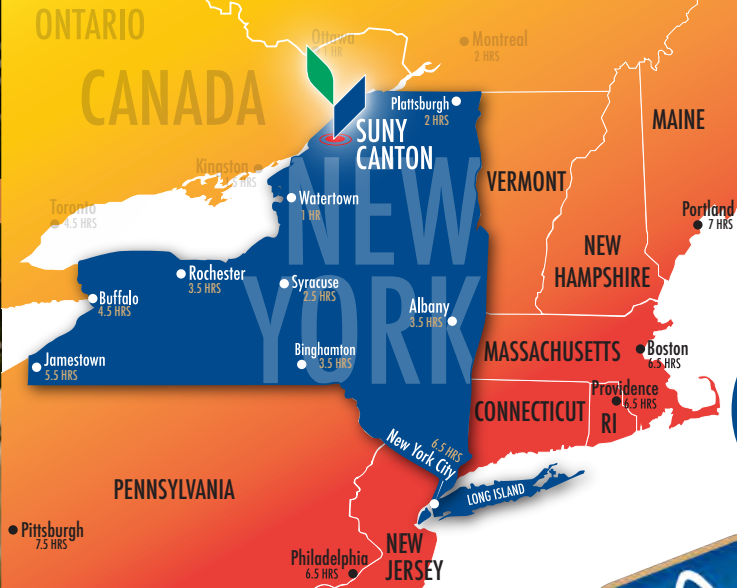 ONTARIO
Ottawa
1 HR
Montreal
2 HRS
CANADA
Plattsburgh
2 HRS
SUNY
CANTON
MAINE
Kingston
1.5 HRS
VERMONT
Watertown
1 HR
NEW
YORK
Toronto
4.5 HRS
Portland
7 HRS
NEW
HAMPSHIRE
Rochester
3.5 HRS
Syracuse
2.5 HRS
Buffalo
4.5 HRS
Albany
3.5 HRS
Jamestown
5.5 HRS
Binghamton
3.5 HRS
MASSACHUSETTS
Boston
6.5 HRS
Providence
6.5 HRS
CONNECTICUT
RI
6.5 HRS
New York City
LONG ISLAND
PENNSYLVANIA
Pittsburgh
7.5 HRS
Philadelphia
6.5 HRS
NEW
JERSEY